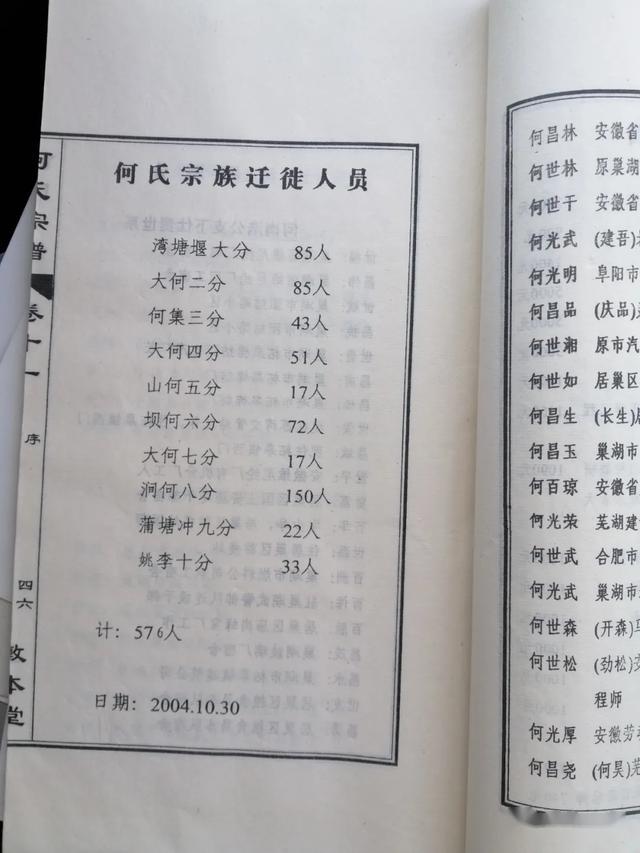 何氏宗谱
卷十一
序
四六
敦本堂
何氏宗族迁徙人员
湾塘堰大分 85人
大何二分 85人
何集三分 43人
大何四分 51人
山何五分 17人
坝何六分 72人
大何七分 17人
涧何八分 150人
蒲塘冲九分 22人
姚李十分 33人
计：576人
日期：2004.10.30
何昌林 安徽省
何世林 原巢湖
何世干 安徽省
何光武 (建吾)
何光明 阜阳市
何昌品 (庆品)
何世湘 原市汽
何世如 居巢区
何昌生 (长生)
何昌玉 巢湖市
何百琼 安徽省
何光荣 芜湖建
何世武 合肥市
何光武 巢湖市
何世森 (开森)
何世松 (劲松)安
程师
何光厚 安徽劳
何昌尧 (何昊)芜